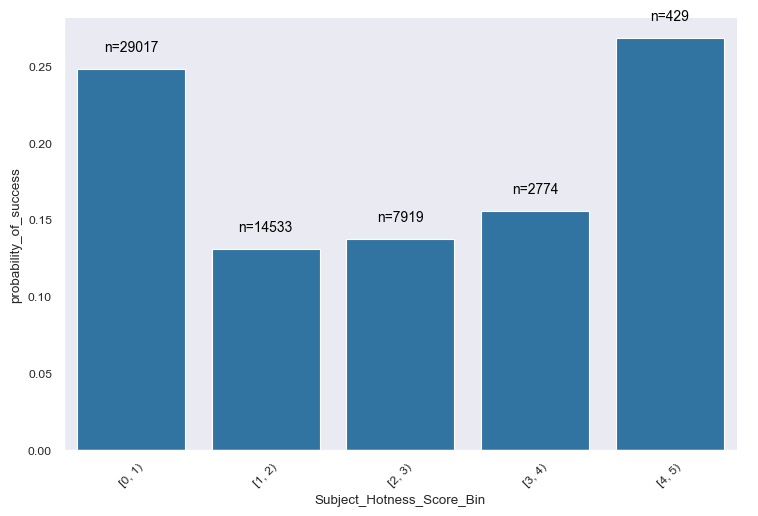 n=429
n=29017
0.25
0.20
n=2774
probability_of_success
n=7919
0.15
n=14533
0.10
0.05
0.00
[0, 1)
[1, 2)
[2, 3)
[3, 4)
[4, 5)
Subject_Hotness_Score_Bin